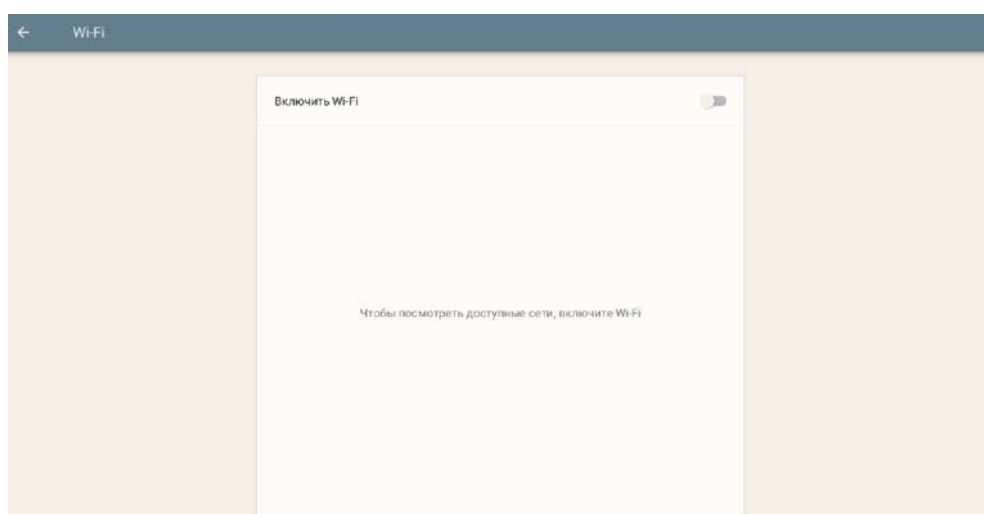 Wi-Fi
Включить Wi-Fi
Чтобы посмотреть доступные сети, включите Wi-Fi